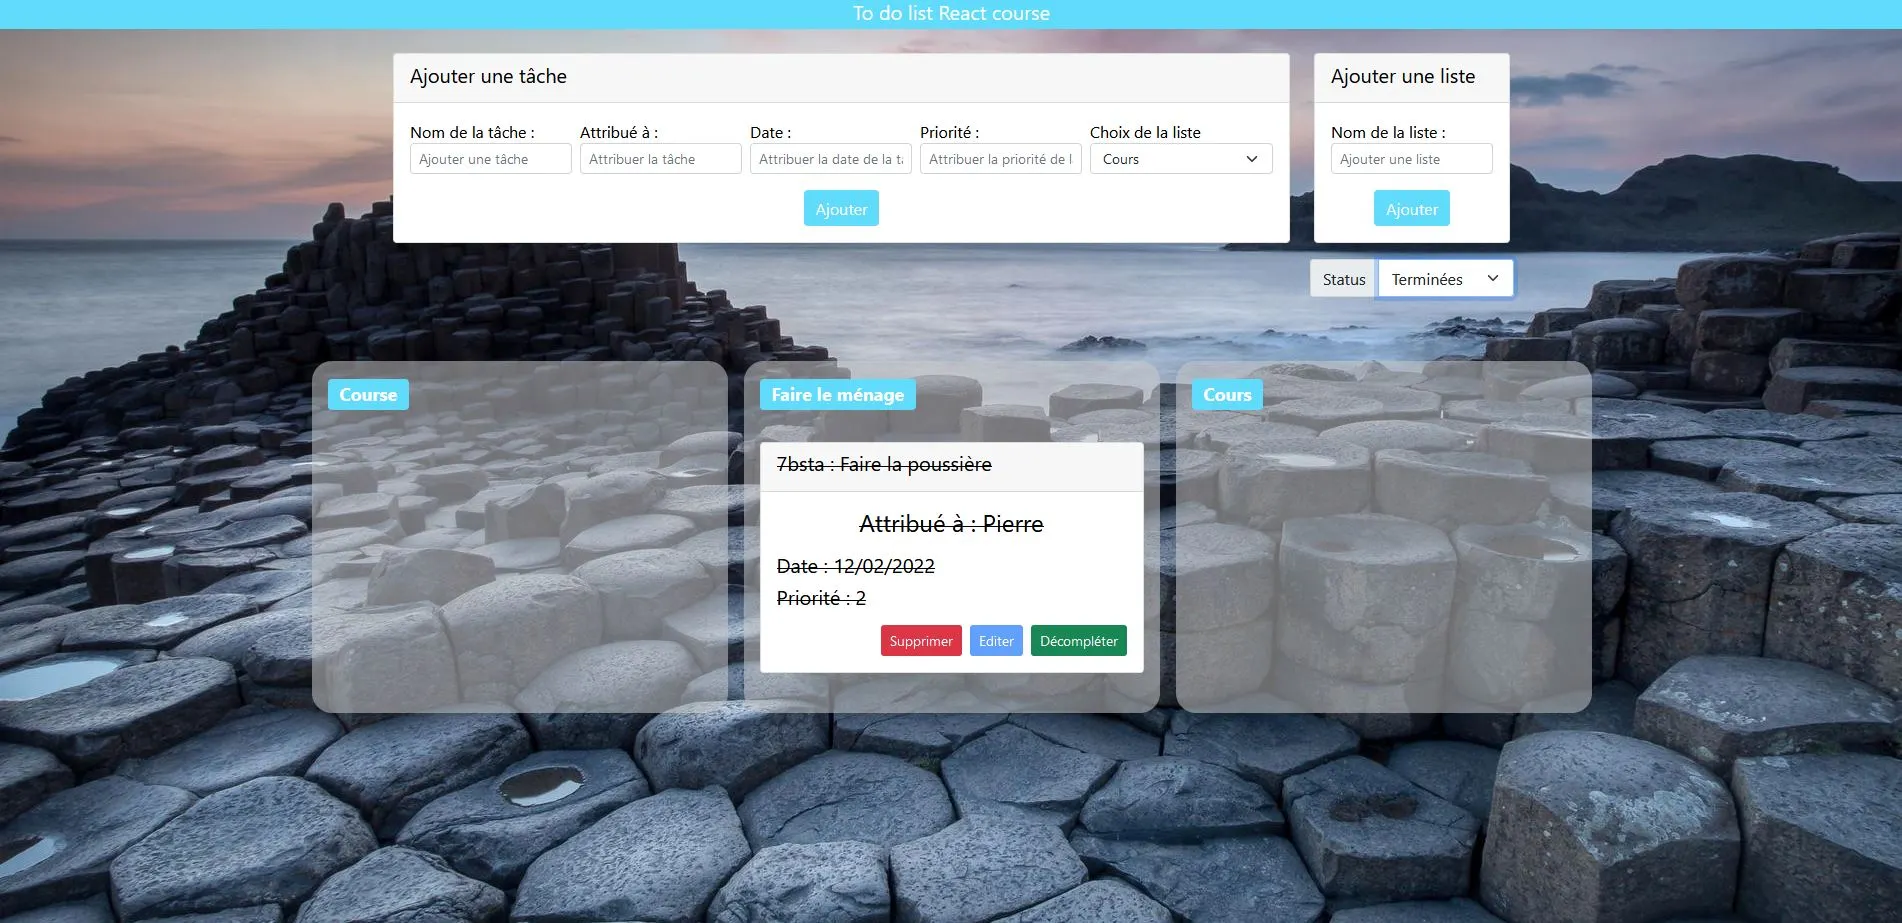 To do list React course
Ajouter une tâche
Nom de la tâche :
Attribué à :
Date :
Priorité :
Choix de la liste
Ajouter une tâche
Attribuer la tâche
Attribuer la date de la t
Attribuer la priorité de l
Cours
Ajouter
Ajouter une liste
Nom de la liste :
Ajouter une liste
Ajouter
Status
Terminées
Course
Faire le ménage
7bsta : Faire la poussière
Attribué à : Pierre
Date : 12/02/2022
Priorité : 2
Supprimer
Editer
Décompléter
Cours